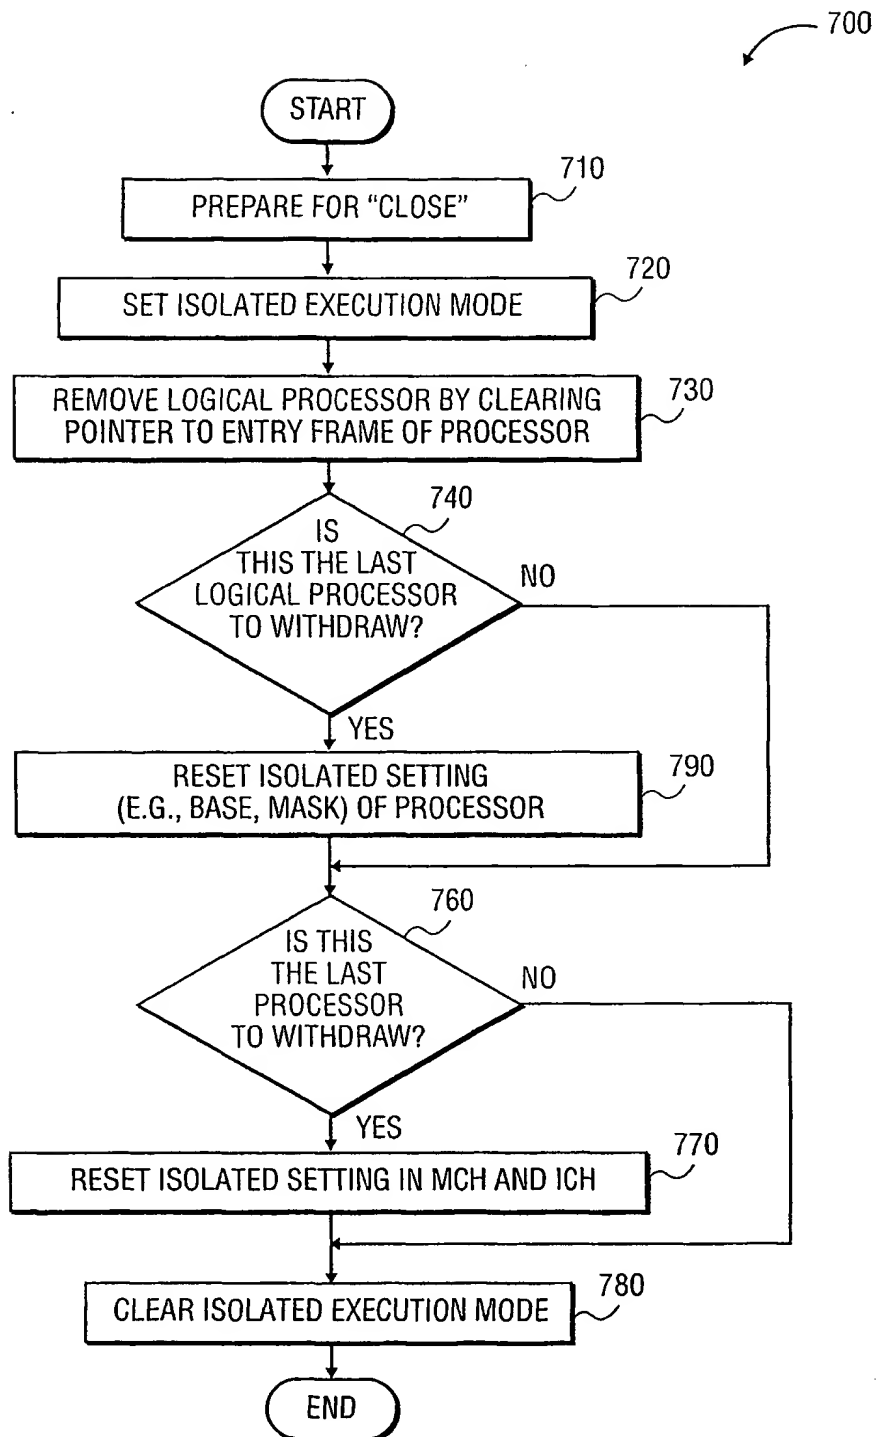 700
START
710
PREPARE FOR “CLOSE”
720
SET ISOLATED EXECUTION MODE
730
REMOVE LOGICAL PROCESSOR BY CLEARING
POINTER TO ENTRY FRAME OF PROCESSOR
740
IS
THIS THE LAST
LOGICAL PROCESSOR
TO WITHDRAW?
NO
YES
790
RESET ISOLATED SETTING
(E.G., BASE, MASK) OF PROCESSOR
760
IS THIS
THE LAST
PROCESSOR
TO WITHDRAW?
NO
YES
770
RESET ISOLATED SETTING IN MCH AND ICH
780
CLEAR ISOLATED EXECUTION MODE
END